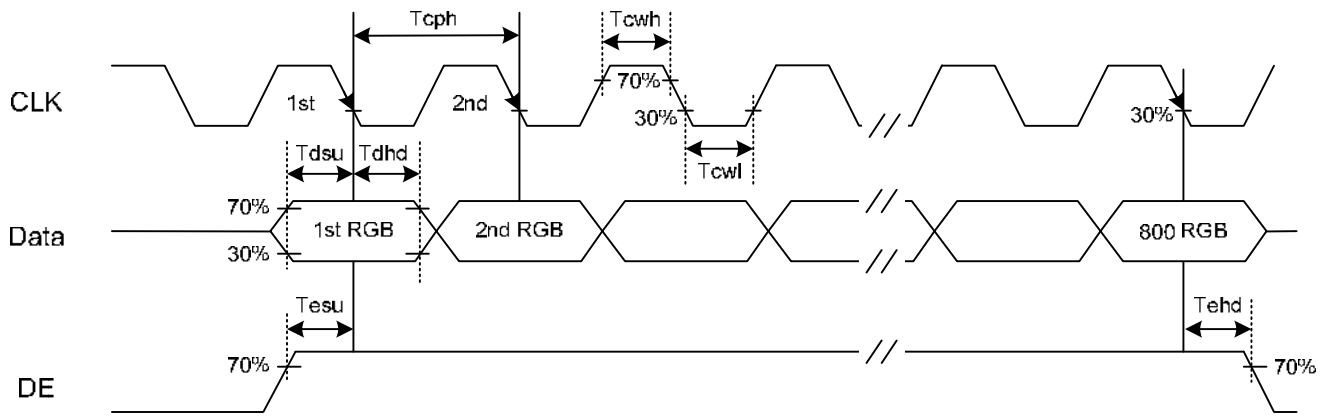 Tcph
Tcwh
CLK
1st
2nd
70%
30%
30%
Tdsu
Tdhd
Tcwl
70%
Data
1st RGB
2nd RGB
800 RGB
30%
Tesu
Tehd
70%
70%
DE